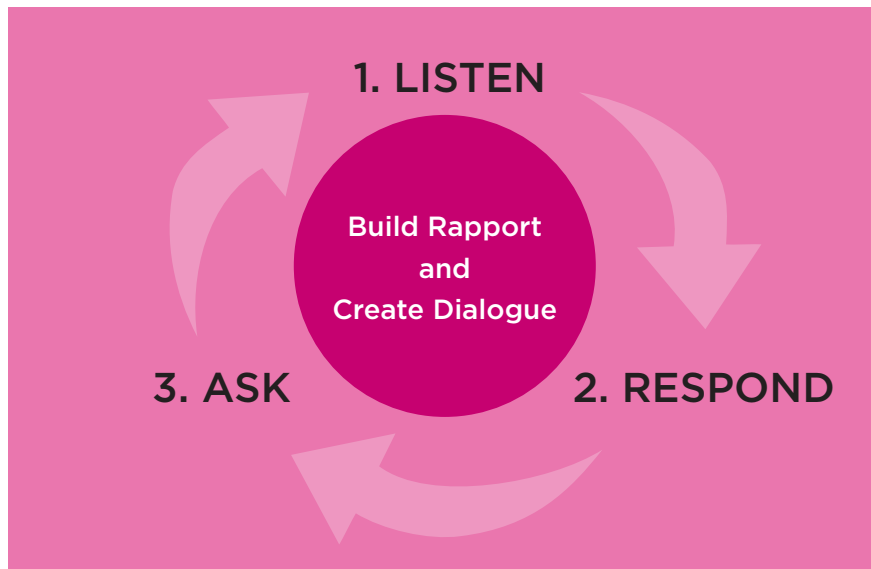 1. LISTEN
Build Rapport
and
Create Dialogue
3. ASK
2. RESPOND